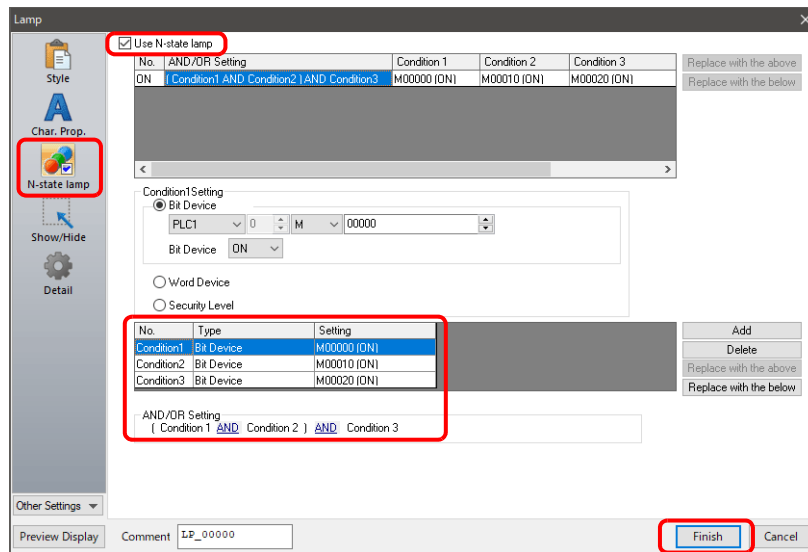 Lamp
Style
Char. Prop.
N-state lamp
Show/Hide
Detail
Other Settings
Use N-state lamp
No. AND/OR Setting Condition 1 Condition 2 Condition 3
ON ( Condition1 AND Condition2 ) AND Condition3 M00000 (ON) M00010 (ON) M00020 (ON)
Replace with the above
Replace with the below
Condition1Setting
Bit Device
PLC1 0 M 00000
Bit Device ON
Word Device
Security Level
No. Type Setting
Condition1 Bit Device M00000 (ON)
Condition2 Bit Device M00010 (ON)
Condition3 Bit Device M00020 (ON)
Add
Delete
Replace with the above
Replace with the below
AND/OR Setting
( Condition 1 AND Condition 2 ) AND Condition 3
Preview Display Comment LP_00000 Finish Cancel